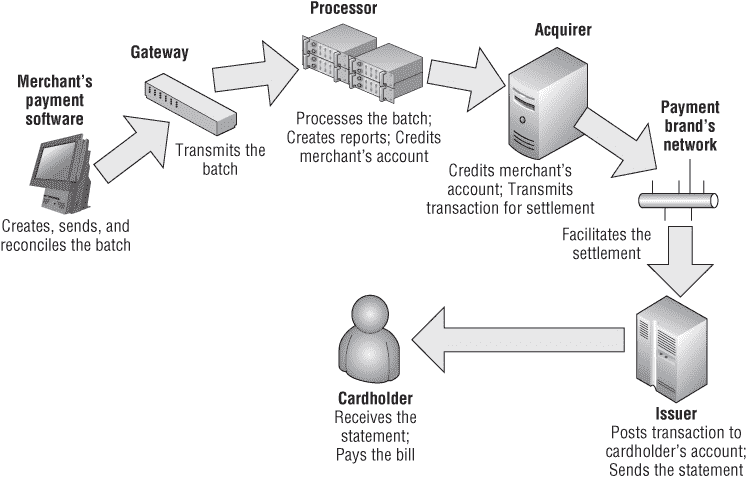 Merchant's
payment
software
Creates, sends, and
reconciles the batch
Gateway
Transmits the
batch
Processor
Processes the batch;
Creates reports; Credits
merchant's account
Acquirer
Credits merchant's
account; Transmits
transaction for settlement
Payment
brand's
network
Facilitates the
settlement
Issuer
Posts transaction to
cardholder's account;
Sends the statement
Cardholder
Receives the
statement;
Pays the bill